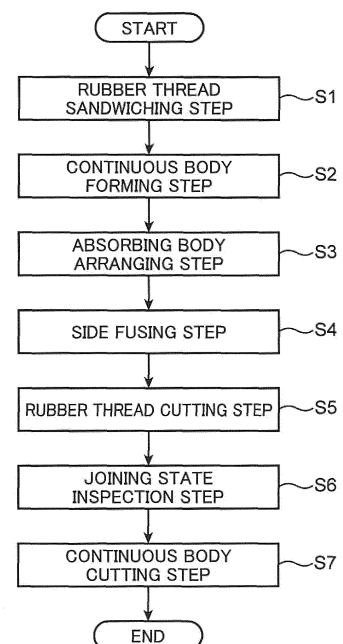 START
RUBBER THREAD
SANDWICHING STEP
S1
CONTINUOUS BODY
FORMING STEP
S2
ABSORBING BODY
ARRANGING STEP
S3
SIDE FUSING STEP
S4
RUBBER THREAD CUTTING STEP
S5
JOINING STATE
INSPECTION STEP
S6
CONTINUOUS BODY
CUTTING STEP
S7
END